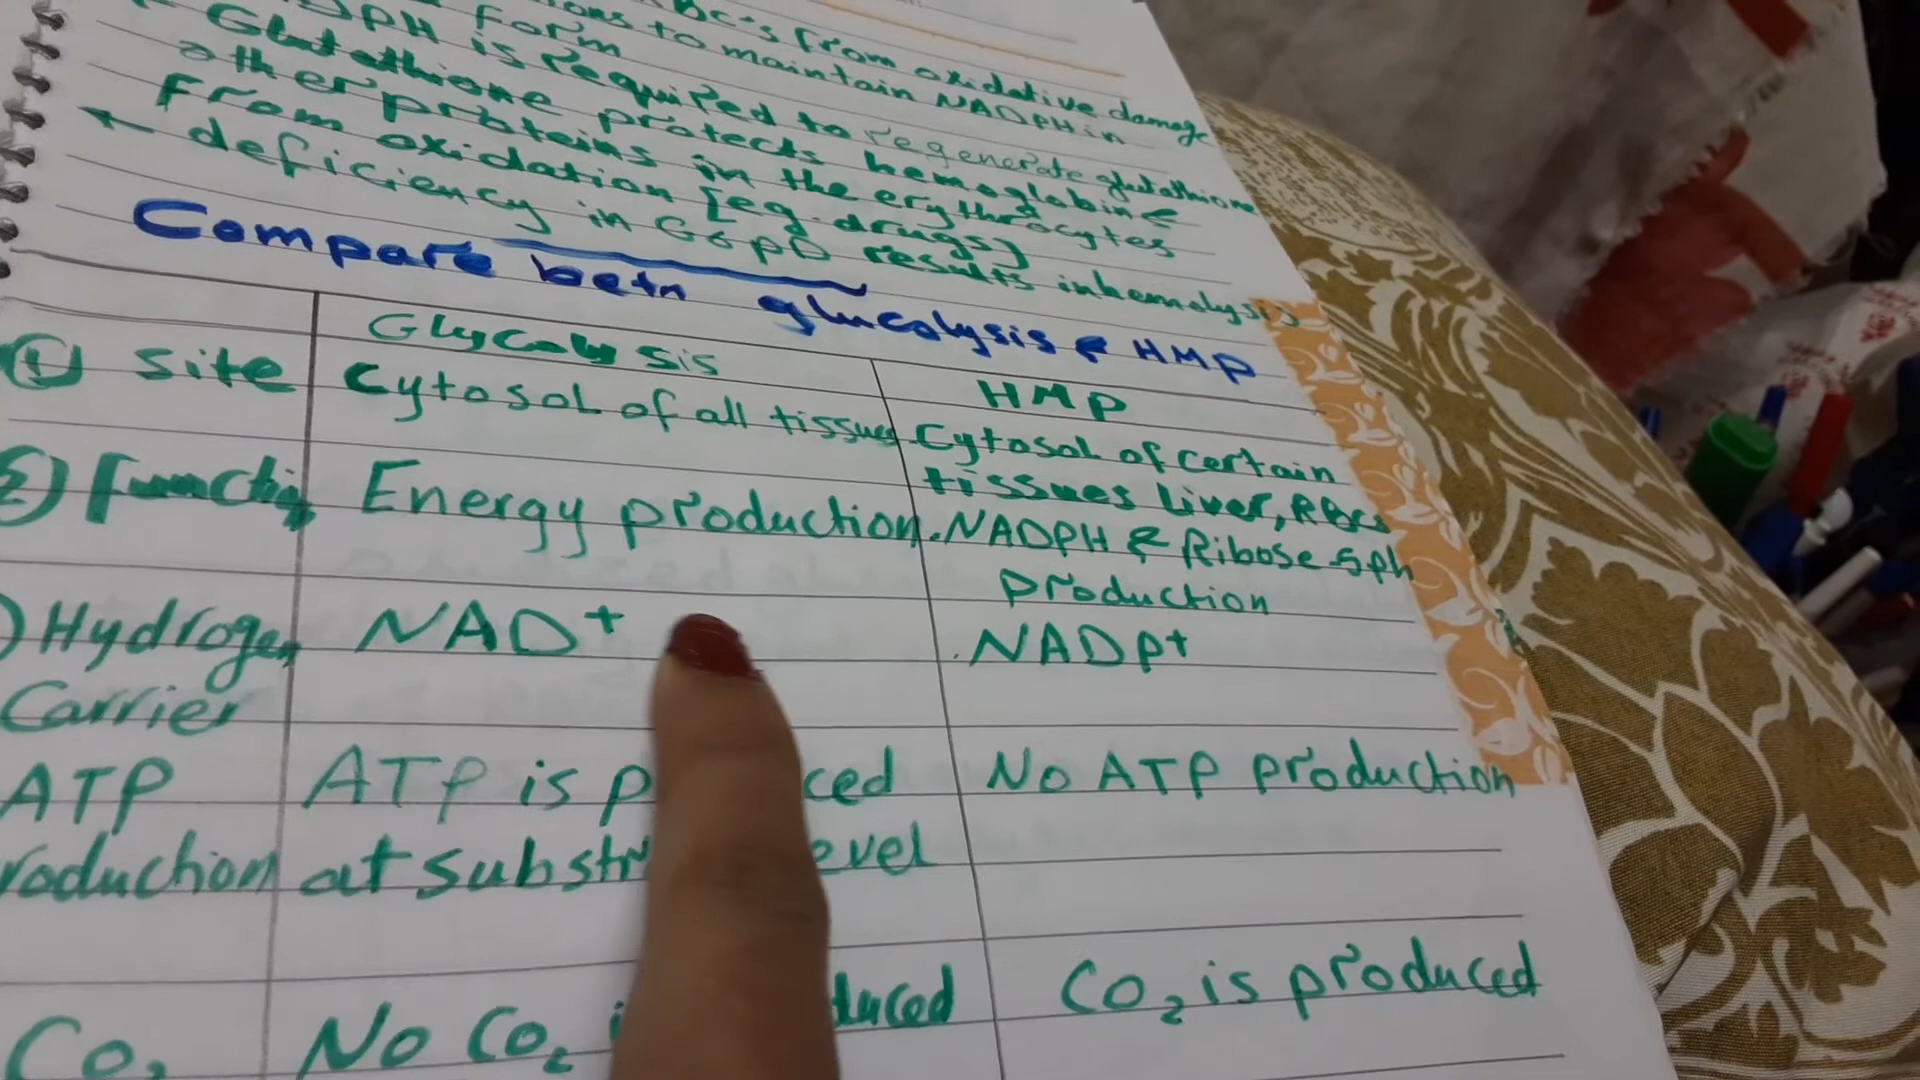 ions RBC's from oxidative damage
form to maintain NADPH in
DPH is required to regenerate glutathione
Glutathione protects hemoglobine
other proteins in the erythrocytes
From oxidation [eg. drugs]
deficiency in G6PD results in hemolysis
Compare betn glucolysis & HMP
Glycolysis HMP
① Site Cytosol of all tissues Cytosol of certain
tissues Liver, RBCs
2) Function Energy production. NADPH & Ribose 5ph
production
) Hydrogen NAD+ NADP+
Carrier
ATP ATP is p ced No ATP production
roduction at substr evel
CO2 No CO2 i duced CO2 is produced